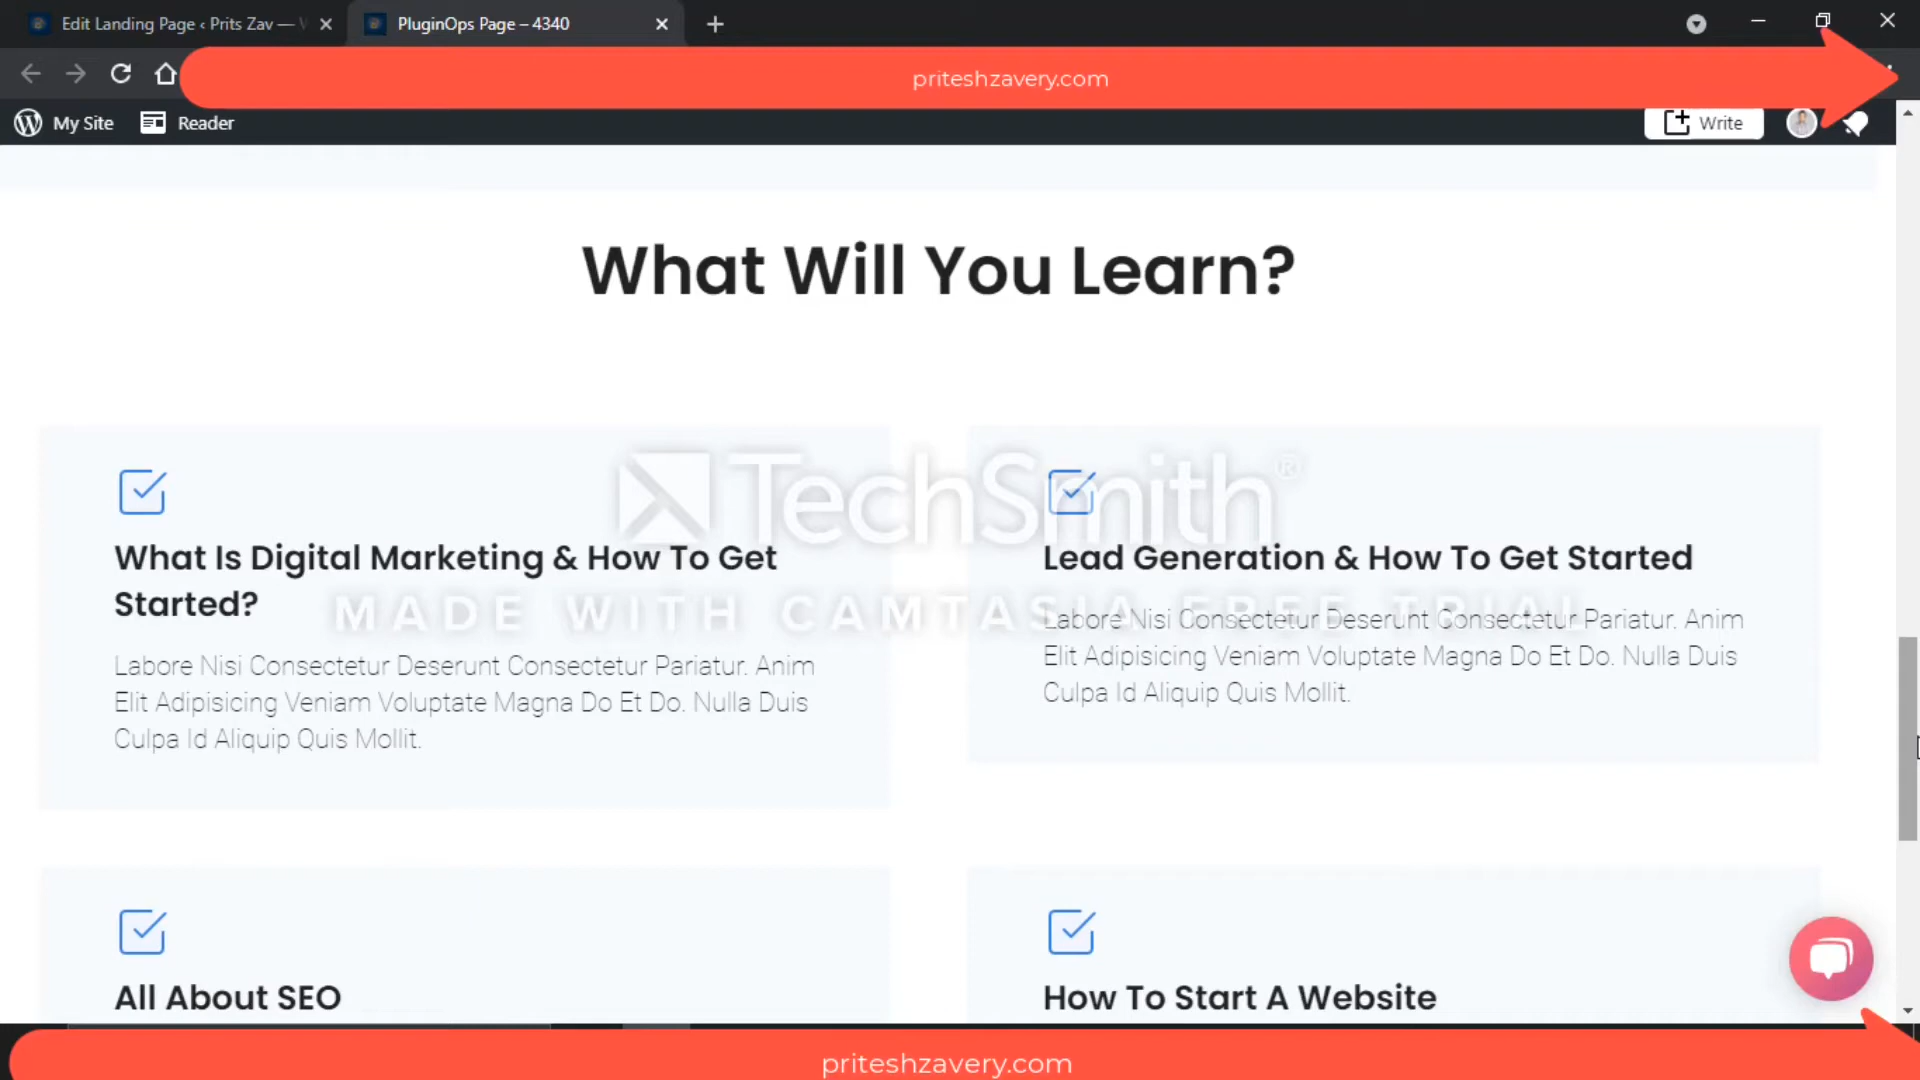 Edit Landing Page ‹ Prits Zav —
PluginOps Page – 4340
priteshzavery.com
My Site
Reader
Write
What Will You Learn?
TechSmith®
MADE WITH CAMTASIA FREE TRIAL
What Is Digital Marketing & How To Get
Started?
Labore Nisi Consectetur Deserunt Consectetur Pariatur. Anim
Elit Adipisicing Veniam Voluptate Magna Do Et Do. Nulla Duis
Culpa Id Aliquip Quis Mollit.
Lead Generation & How To Get Started
Labore Nisi Consectetur Deserunt Consectetur Pariatur. Anim
Elit Adipisicing Veniam Voluptate Magna Do Et Do. Nulla Duis
Culpa Id Aliquip Quis Mollit.
All About SEO
How To Start A Website
priteshzavery.com